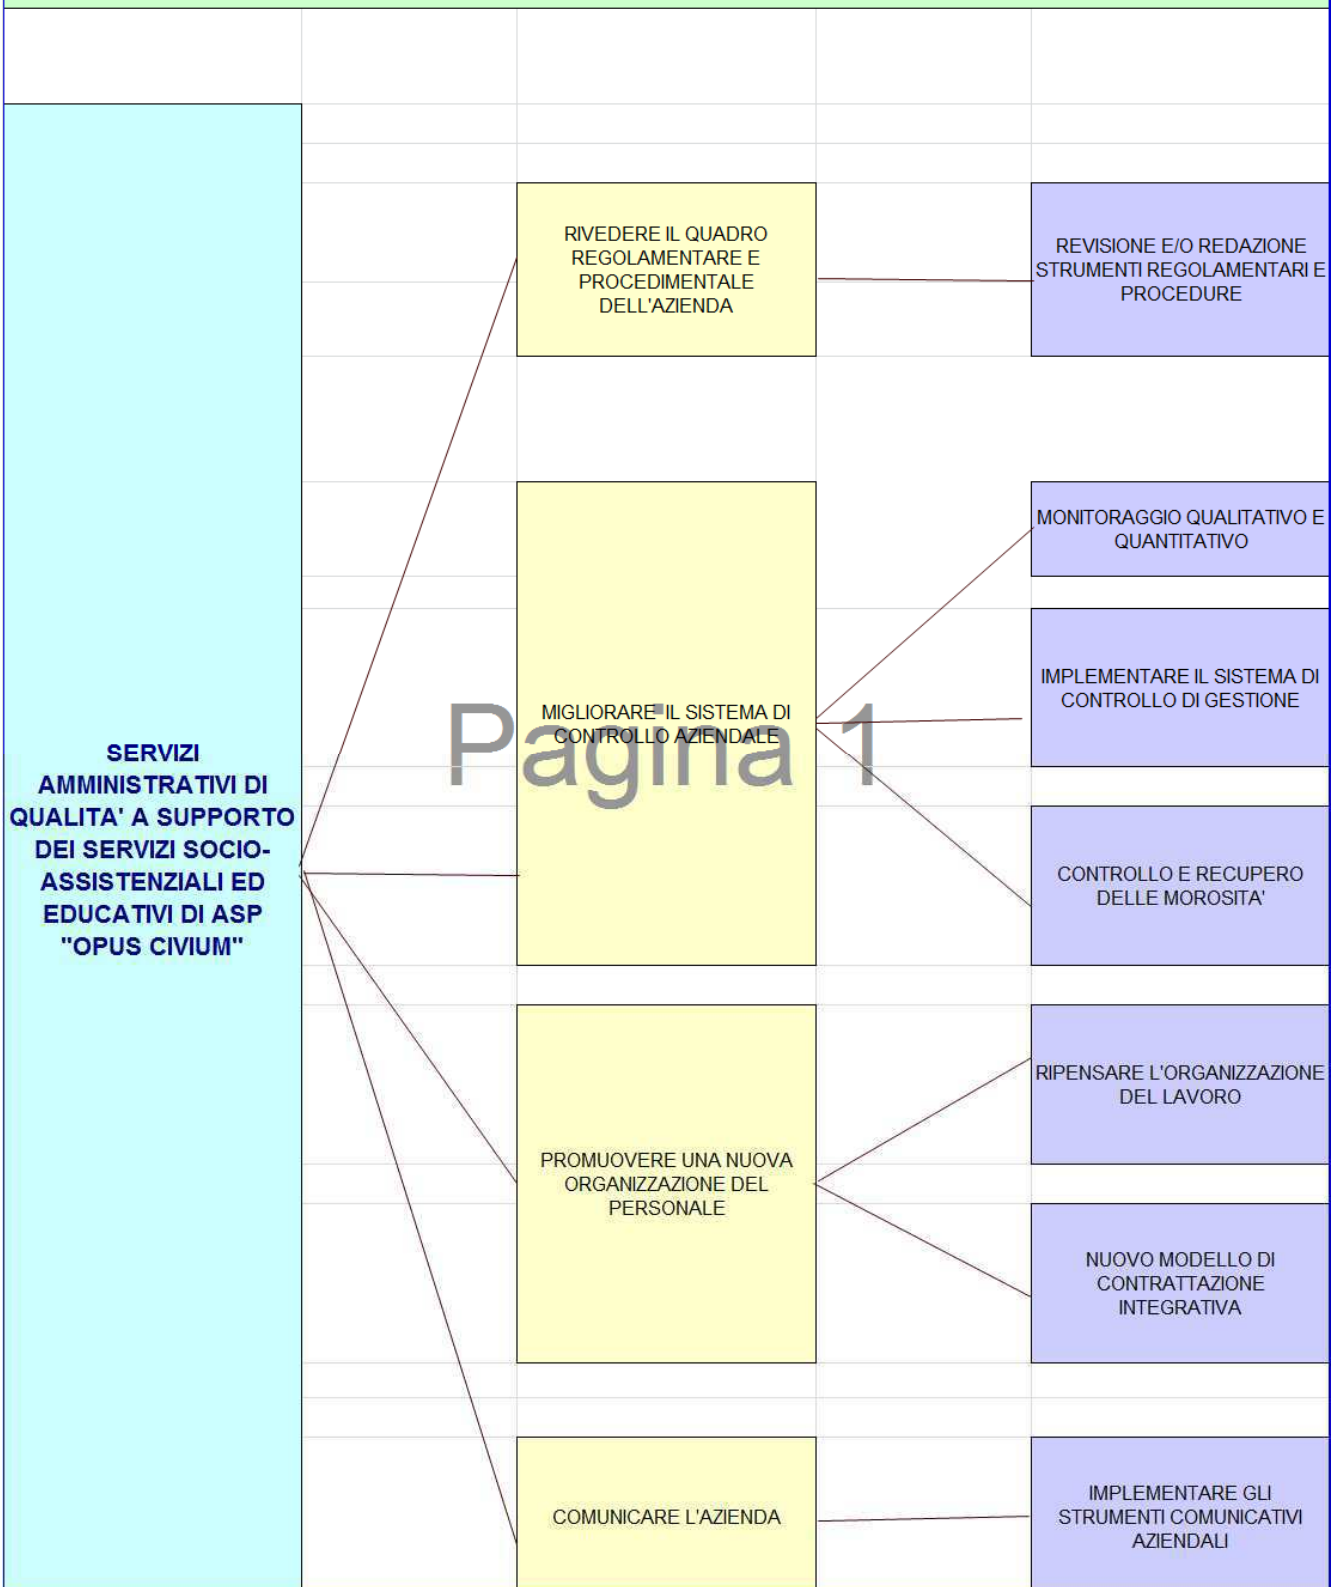 SERVIZI
AMMINISTRATIVI DI
QUALITA' A SUPPORTO
DEI SERVIZI SOCIO-
ASSISTENZIALI ED
EDUCATIVI DI ASP
"OPUS CIVIUM"
RIVEDERE IL QUADRO
REGOLAMENTARE E
PROCEDIMENTALE
DELL'AZIENDA
REVISIONE E/O REDAZIONE
STRUMENTI REGOLAMENTARI E
PROCEDURE
MIGLIORARE IL SISTEMA DI
CONTROLLO AZIENDALE
Pagina 1
MONITORAGGIO QUALITATIVO E
QUANTITATIVO
IMPLEMENTARE IL SISTEMA DI
CONTROLLO DI GESTIONE
CONTROLLO E RECUPERO
DELLE MOROSITA'
PROMUOVERE UNA NUOVA
ORGANIZZAZIONE DEL
PERSONALE
RIPENSARE L'ORGANIZZAZIONE
DEL LAVORO
NUOVO MODELLO DI
CONTRATTAZIONE
INTEGRATIVA
COMUNICARE L'AZIENDA
IMPLEMENTARE GLI
STRUMENTI COMUNICATIVI
AZIENDALI